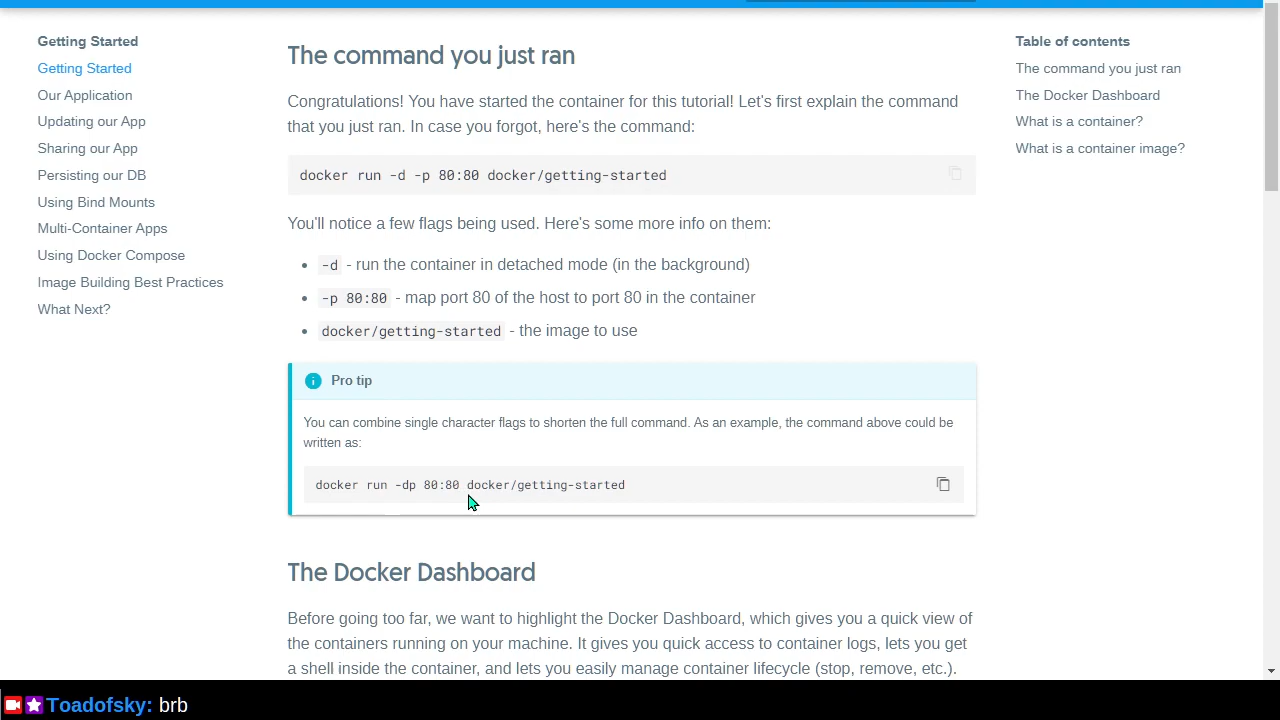 Getting Started
Getting Started
Our Application
Updating our App
Sharing our App
Persisting our DB
Using Bind Mounts
Multi-Container Apps
Using Docker Compose
Image Building Best Practices
What Next?
The command you just ran
Congratulations! You have started the container for this tutorial! Let's first explain the command
that you just ran. In case you forgot, here's the command:
docker run -d -p 80:80 docker/getting-started
You'll notice a few flags being used. Here's some more info on them:
-d - run the container in detached mode (in the background)
-p 80:80 - map port 80 of the host to port 80 in the container
docker/getting-started - the image to use
Pro tip
You can combine single character flags to shorten the full command. As an example, the command above could be
written as:
docker run -dp 80:80 docker/getting-started
The Docker Dashboard
Before going too far, we want to highlight the Docker Dashboard, which gives you a quick view of
the containers running on your machine. It gives you quick access to container logs, lets you get
a shell inside the container, and lets you easily manage container lifecycle (stop, remove, etc.).
Table of contents
The command you just ran
The Docker Dashboard
What is a container?
What is a container image?
Toadofsky: brb